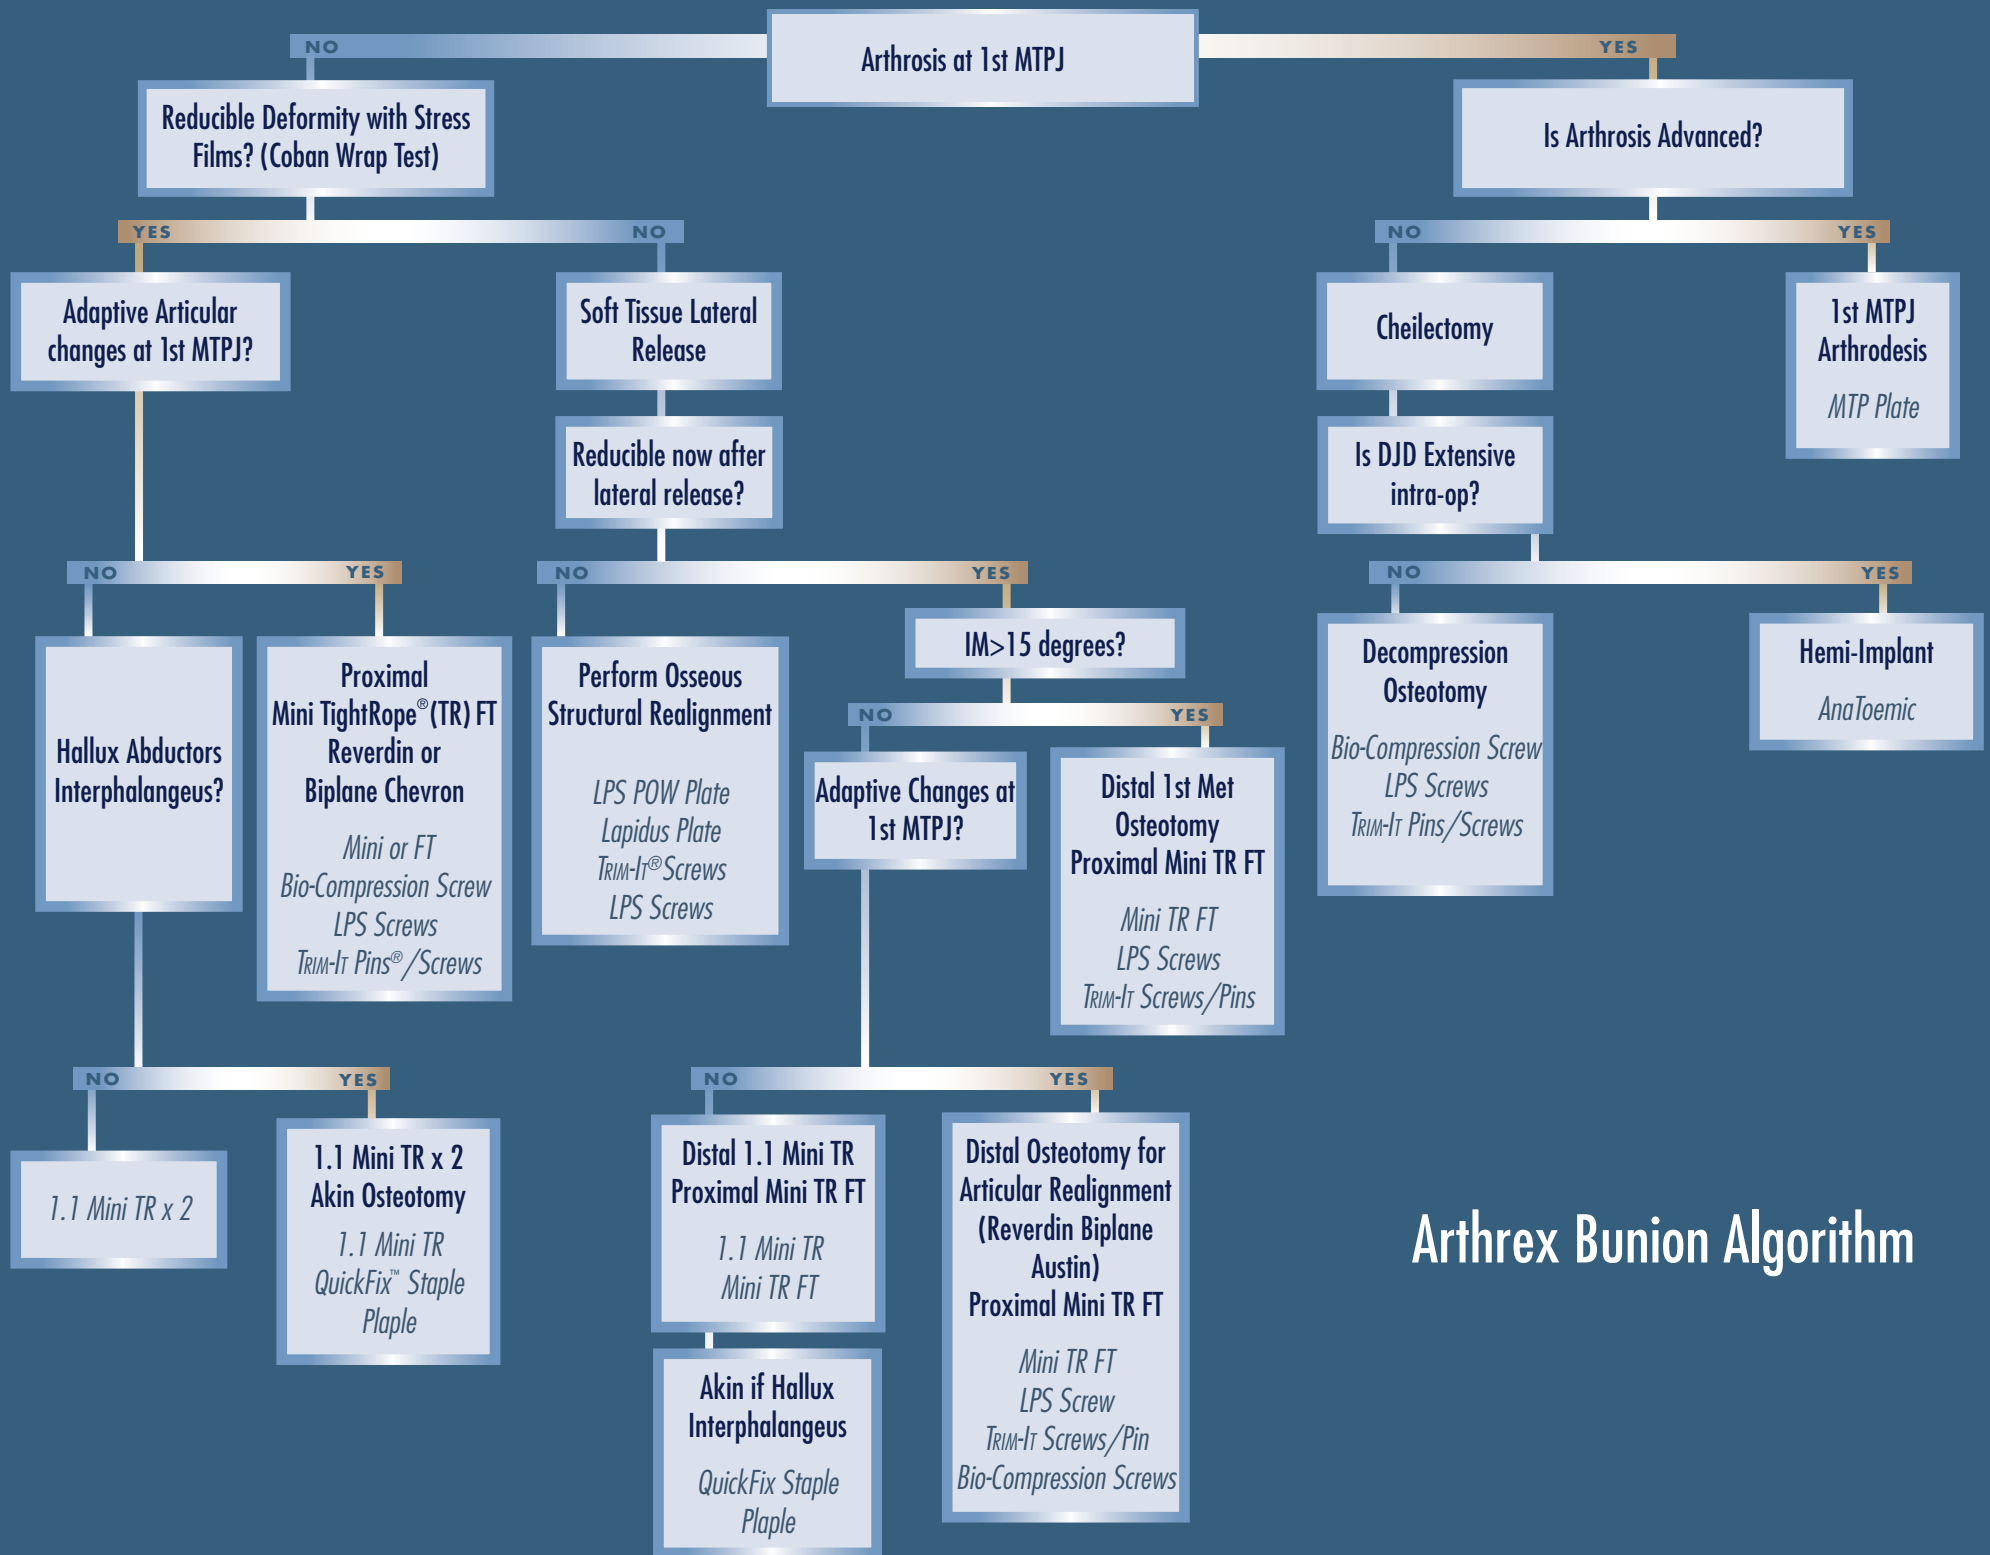 Arthrosis at 1st MTPJ
NO
YES
Reducible Deformity with Stress
Films? (Coban Wrap Test)
Is Arthrosis Advanced?
YES
NO
NO
YES
Adaptive Articular
changes at 1st MTPJ?
Soft Tissue Lateral
Release
Cheilectomy
1st MTPJ
Arthrodesis
MTP Plate
Reducible now after
lateral release?
Is DJD Extensive
intra-op?
NO
YES
NO
YES
NO
YES
Hallux Abductors
Interphalangeus?
Proximal
Mini TightRope® (TR) FT
Reverdin or
Biplane Chevron
Mini or FT
Bio-Compression Screw
LPS Screws
TRIM-IT Pins®/Screws
Perform Osseous
Structural Realignment
LPS POW Plate
Lapidus Plate
TRIM-IT® Screws
LPS Screws
IM>15 degrees?
NO
YES
Adaptive Changes at
1st MTPJ?
Distal 1st Met
Osteotomy
Proximal Mini TR FT
Mini TR FT
LPS Screws
TRIM-IT Screws/Pins
Decompression
Osteotomy
Bio-Compression Screw
LPS Screws
TRIM-IT Pins/Screws
Hemi-Implant
AnaToemic
NO
YES
NO
YES
1.1 Mini TR x 2
1.1 Mini TR x 2
Akin Osteotomy
1.1 Mini TR
QuickFix™ Staple
Plaple
Distal 1.1 Mini TR
Proximal Mini TR FT
1.1 Mini TR
Mini TR FT
Akin if Hallux
Interphalangeus
QuickFix Staple
Plaple
Distal Osteotomy for
Articular Realignment
(Reverdin Biplane
Austin)
Proximal Mini TR FT
Mini TR FT
LPS Screw
TRIM-IT Screws/Pin
Bio-Compression Screws
Arthrex Bunion Algorithm